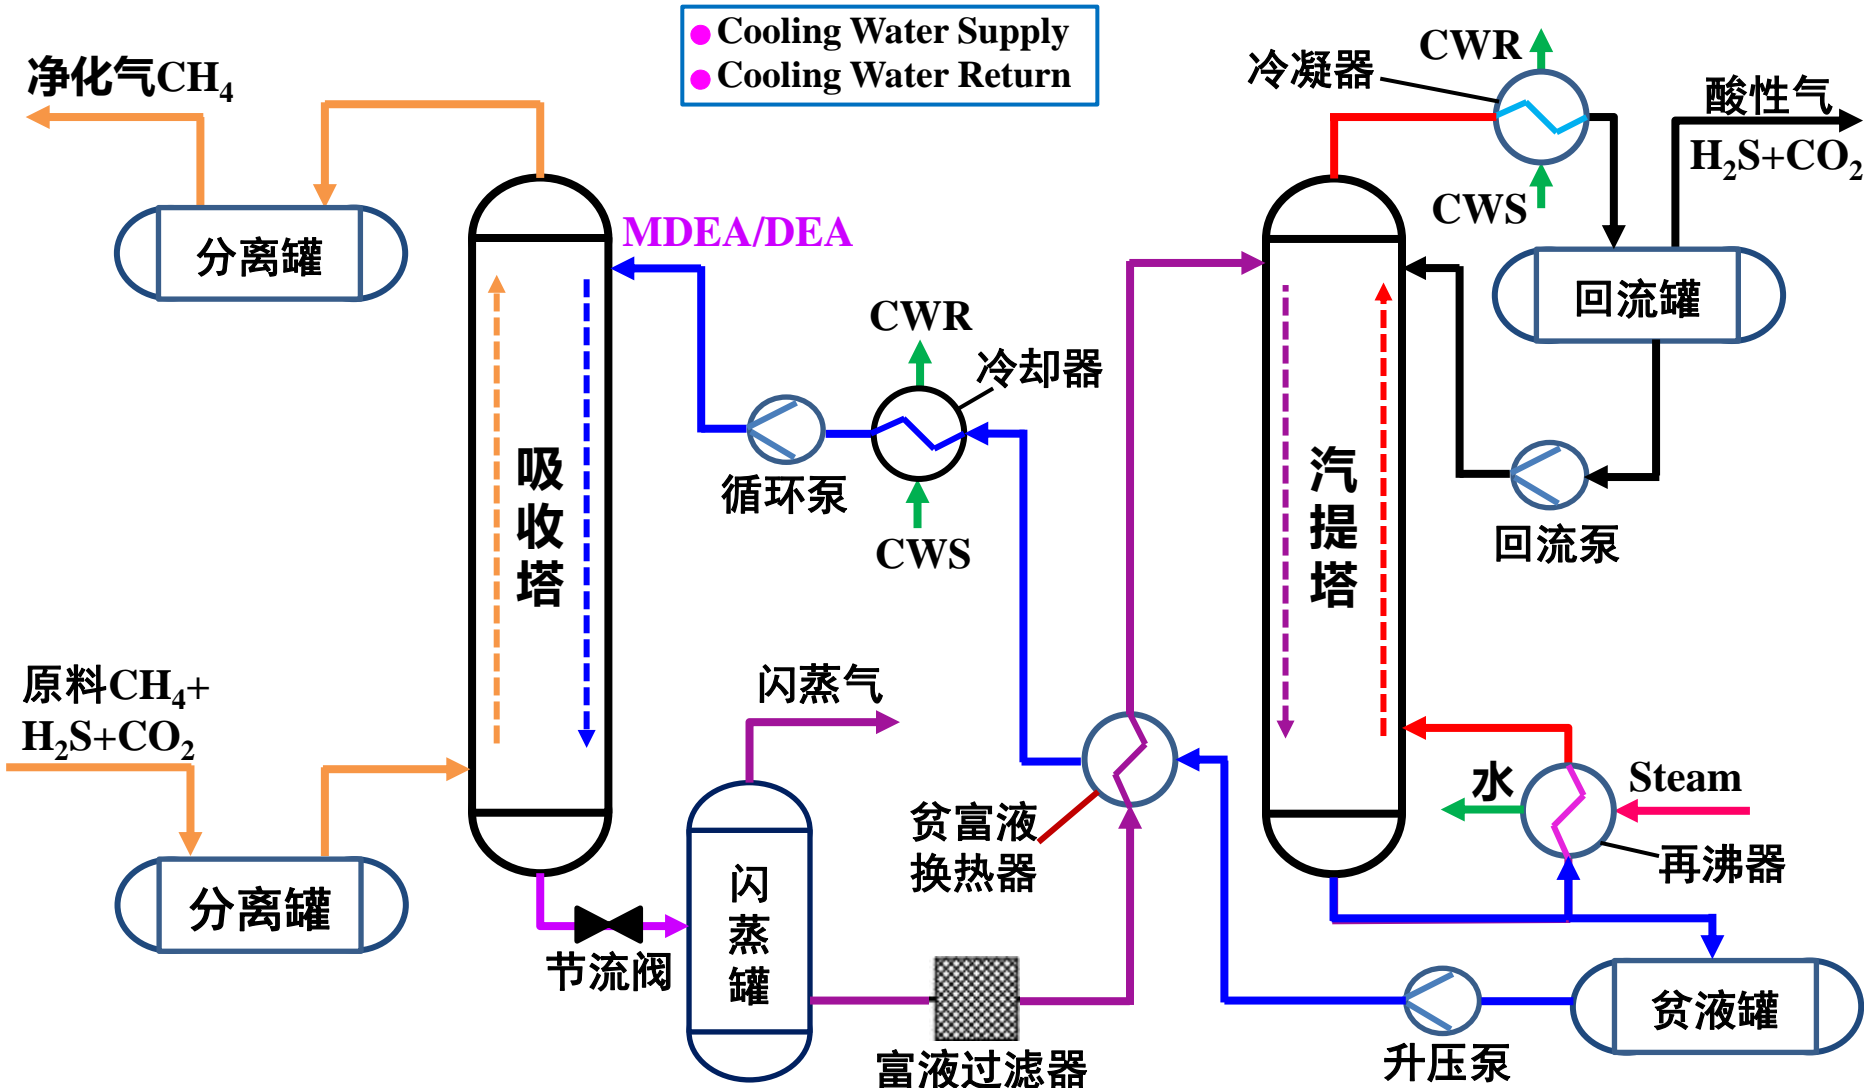 Cooling Water Supply
Cooling Water Return
净化气CH₄
分离罐
MDEA/DEA
CWR
冷凝器
酸性气
H₂S+CO₂
CWS
回流罐
CWR
冷却器
循环泵
CWS
吸收塔
汽提塔
回流泵
原料CH₄+
H₂S+CO₂
闪蒸气
分离罐
节流阀
闪蒸罐
贫富液
换热器
水
Steam
再沸器
富液过滤器
升压泵
贫液罐